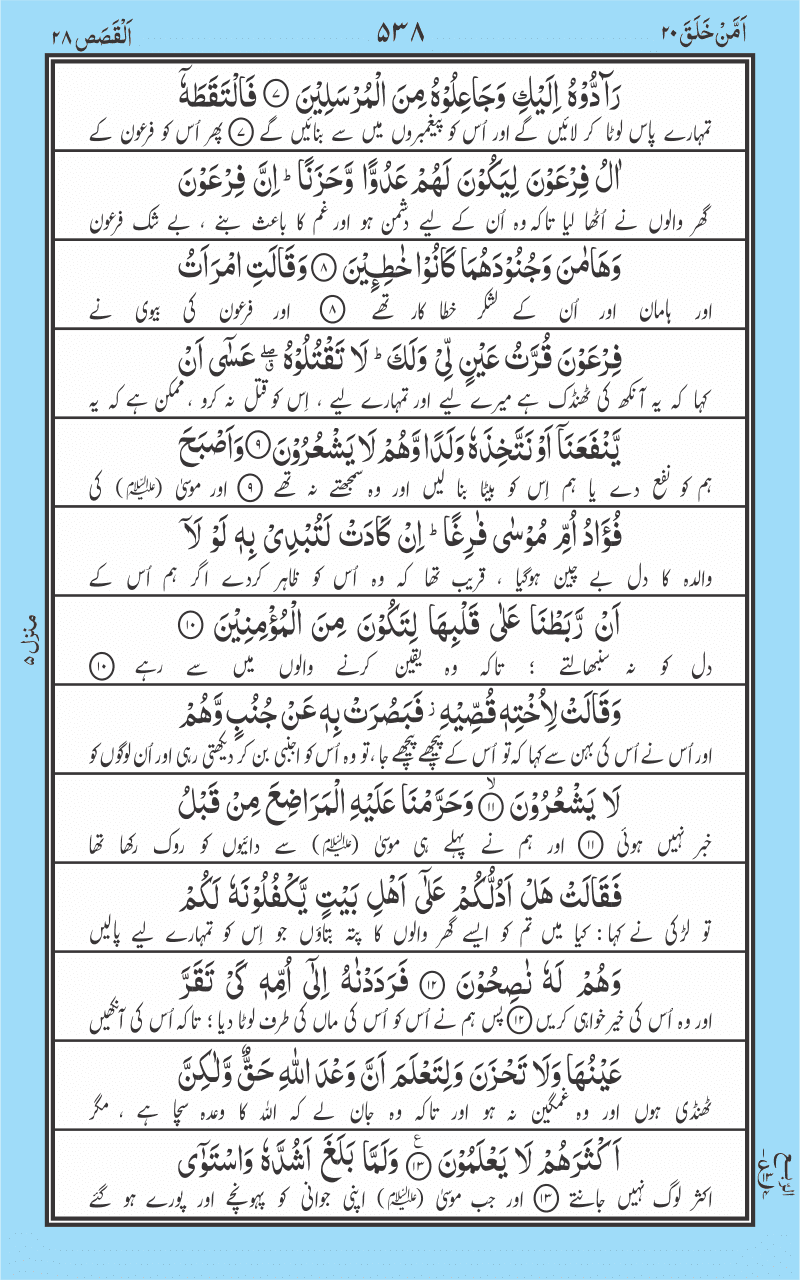 اَمَّنْ خَلَقَ ٢٠
٥٣٨
اَلْقَصَص ٢٨
رَآدُّوْهُ اِلَيْكِ وَجَاعِلُوْهُ مِنَ الْمُرْسَلِيْنَ ﴿٧﴾ فَالْتَقَطَهٗۤ
تمہارے پاس لوٹا کر لائیں گے اور اُس کو پیغمبروں میں سے بنائیں گے ﴿٧﴾ پھر اُس کو فرعون کے
اٰلُ فِرْعَوْنَ لِيَكُوْنَ لَهُمْ عَدُوًّا وَّحَزَنًا ؕ اِنَّ فِرْعَوْنَ
گھر والوں نے اُٹھا لیا تاکہ وہ اُن کے لیے دشمن ہو اور غم کا باعث بنے ، بے شک فرعون
وَهَامٰنَ وَجُنُوْدَهُمَا كَانُوْا خٰطِـِٕيْنَ ﴿٨﴾ وَقَالَتِ امْرَاَتُ
اور ہامان اور اُن کے لشکر خطا کار تھے ﴿٨﴾ اور فرعون کی بیوی نے
فِرْعَوْنَ قُرَّتُ عَيْنٍ لِّيْ وَلَكَ ؕ لَا تَقْتُلُوْهُ ۖۗ عَسٰٓى اَنْ
کہا کہ یہ آنکھ کی ٹھنڈک ہے میرے لیے اور تمہارے لیے ، اِس کو قتل نہ کرو ، ممکن ہے کہ یہ
يَّنْفَعَنَاۤ اَوْ نَتَّخِذَهٗ وَلَدًا وَّهُمْ لَا يَشْعُرُوْنَ ﴿٩﴾ وَاَصْبَحَ
ہم کو نفع دے یا ہم اِس کو بیٹا بنا لیں اور وہ سمجھتے نہ تھے ﴿٩﴾ اور موسیٰ (علیہ السلام) کی
فُؤَادُ اُمِّ مُوْسٰى فٰرِغًا ؕ اِنْ كَادَتْ لَتُبْدِيْ بِهٖ لَوْ لَاۤ
والدہ کا دل بے چین ہوگیا ، قریب تھا کہ وہ اُس کو ظاہر کردے اگر ہم اُس کے
اَنْ رَّبَطْنَا عَلٰى قَلْبِهَا لِتَكُوْنَ مِنَ الْمُؤْمِنِيْنَ ﴿١٠﴾
دل کو نہ سنبھالتے ؛ تاکہ وہ یقین کرنے والوں میں سے رہے ﴿١٠﴾
منزل ٥
وَقَالَتْ لِاُخْتِهٖ قُصِّيْهِ ؗ فَبَصُرَتْ بِهٖ عَنْ جُنُبٍ وَّهُمْ
اور اُس نے اُس کی بہن سے کہا کہ تو اُس کے پیچھے پیچھے جا ، تو وہ اُس کو اجنبی بن کر دیکھتی رہی اور اُن لوگوں کو
لَا يَشْعُرُوْنَ ﴿١١﴾ۙ وَحَرَّمْنَا عَلَيْهِ الْمَرَاضِعَ مِنْ قَبْلُ
خبر نہیں ہوئی ﴿١١﴾ اور ہم نے پہلے ہی موسیٰ (علیہ السلام) سے دائیوں کو روک رکھا تھا
فَقَالَتْ هَلْ اَدُلُّكُمْ عَلٰٓى اَهْلِ بَيْتٍ يَّكْفُلُوْنَهٗ لَكُمْ
تو لڑکی نے کہا : کیا میں تم کو ایسے گھر والوں کا پتہ بتاؤں جو اِس کو تمہارے لیے پالیں
وَهُمْ لَهٗ نٰصِحُوْنَ ﴿١٢﴾ فَرَدَدْنٰهُ اِلٰٓى اُمِّهٖ كَيْ تَقَرَّ
اور وہ اُس کی خیر خواہی کریں ﴿١٢﴾ پس ہم نے اُس کو اُس کی ماں کی طرف لوٹا دیا ؛ تاکہ اُس کی آنکھیں
عَيْنُهَا وَلَا تَحْزَنَ وَلِتَعْلَمَ اَنَّ وَعْدَ اللّٰهِ حَقٌّ وَّلٰكِنَّ
ٹھنڈی ہوں اور وہ غمگین نہ ہو اور تاکہ وہ جان لے کہ اللہ کا وعدہ سچا ہے ، مگر
اَكْثَرَهُمْ لَا يَعْلَمُوْنَ ﴿١٣﴾ع وَلَمَّا بَلَغَ اَشُدَّهٗ وَاسْتَوٰٓى
اکثر لوگ نہیں جانتے ﴿١٣﴾ اور جب موسیٰ (علیہ السلام) اپنی جوانی کو پہونچے اور پورے ہو گئے